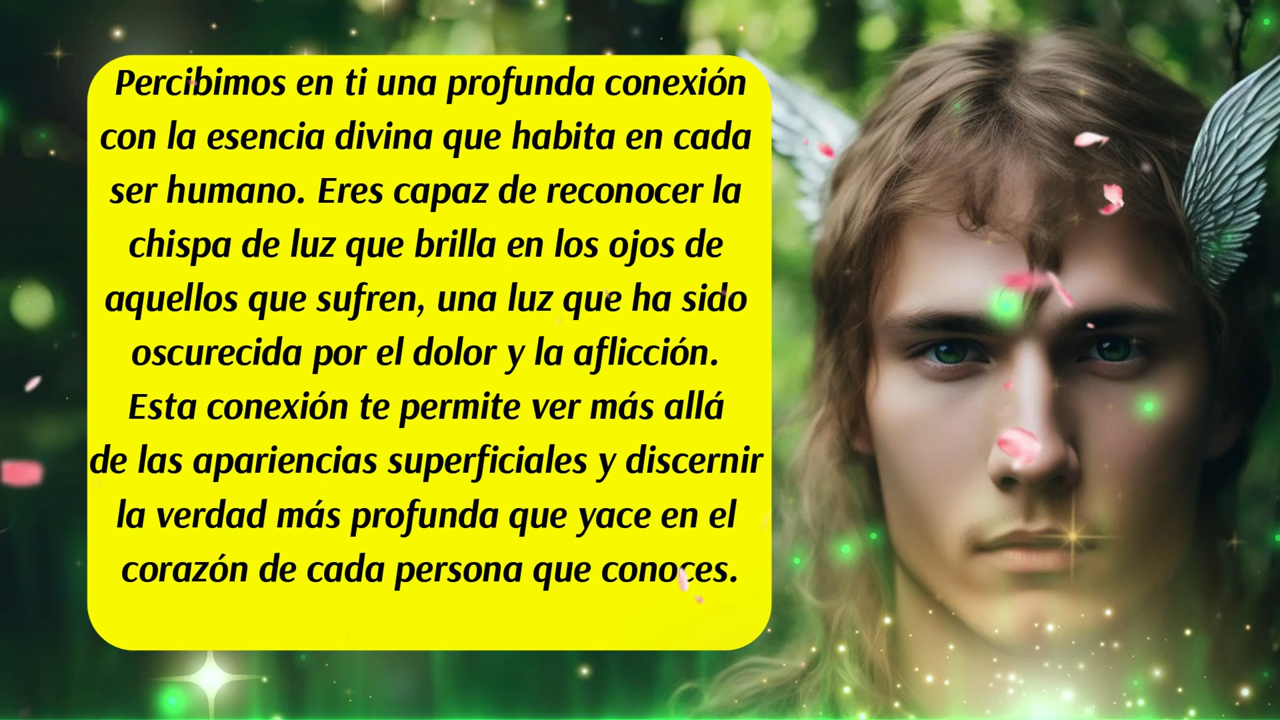 Percibimos en ti una profunda conexión
con la esencia divina que habita en cada
ser humano. Eres capaz de reconocer la
chispa de luz que brilla en los ojos de
aquellos que sufren, una luz que ha sido
oscurecida por el dolor y la aflicción.
Esta conexión te permite ver más allá
de las apariencias superficiales y discernir
la verdad más profunda que yace en el
corazón de cada persona que conoces.